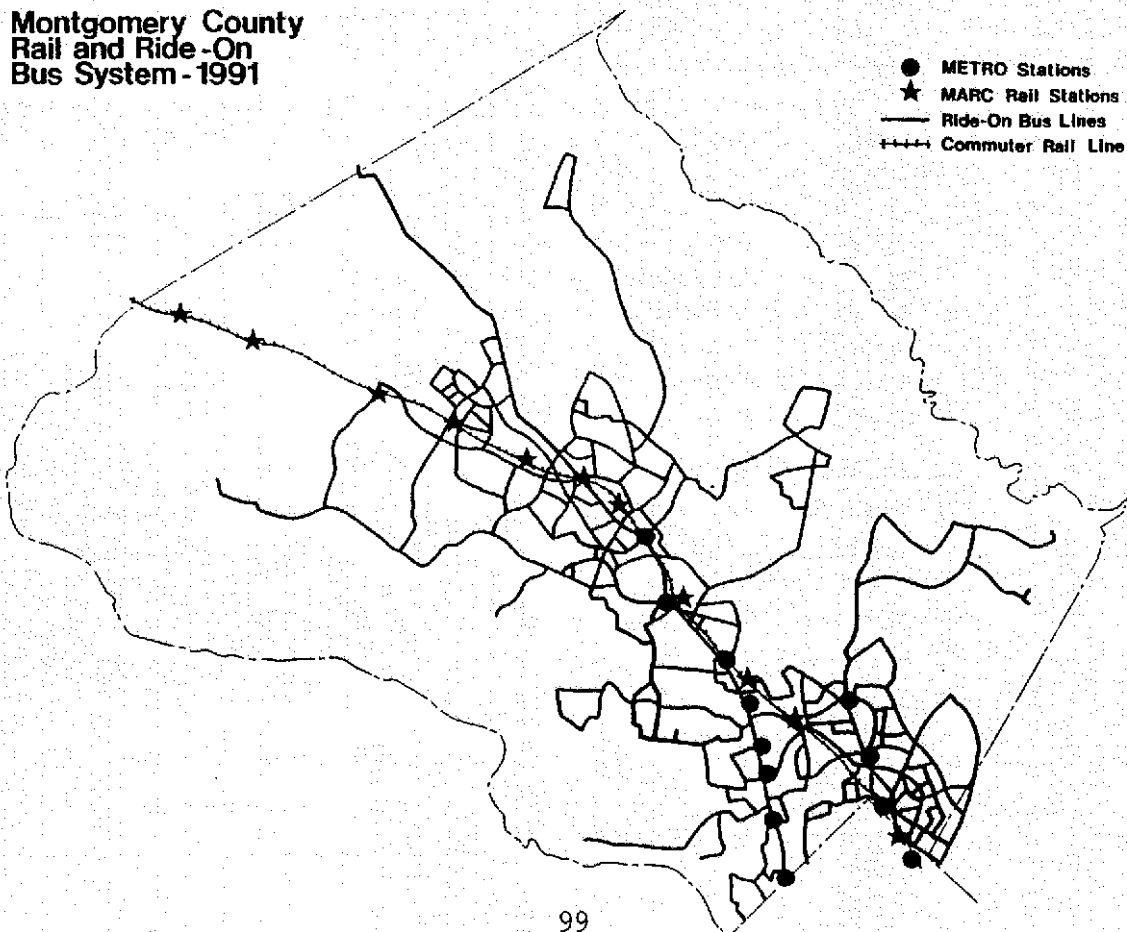 Montgomery County
Rail and Ride-On
Bus System-1991
METRO Stations
MARC Rail Stations
Ride-On Bus Lines
Commuter Rail Line
99